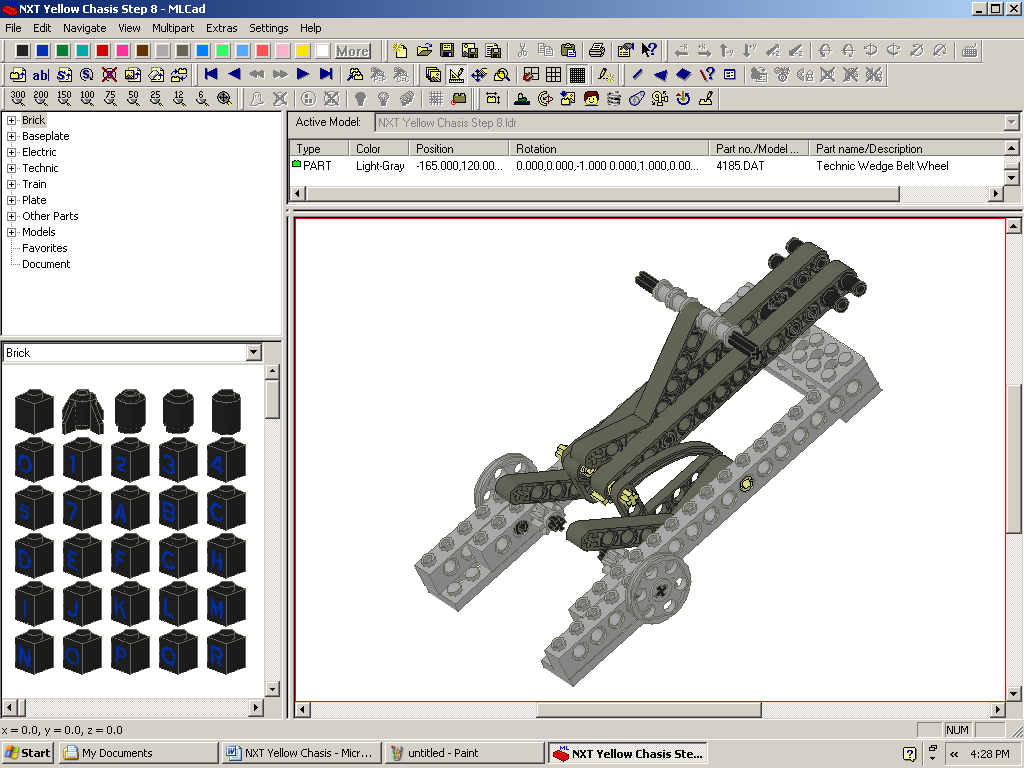 NXT Yellow Chasis Step 8 - MLCad
File Edit Navigate View Multipart Extras Settings Help
More
ab|
300 200 150 100 75 50 25 12 6
Brick
Baseplate
Electric
Technic
Train
Plate
Other Parts
Models
Favorites
Document
Active Model: NXT Yellow Chasis Step 8.ldr
Type Color Position Rotation Part no./Model ... Part name/Description
PART Light-Gray -165.000,120.00... 0.000,0.000,-1.000 0.000,1.000,0.00... 4185.DAT Technic Wedge Belt Wheel
Brick
0 1 2 3 4
5 7 A B C
D E F G H
I J K L M
N O P Q R
x = 0.0, y = 0.0, z = 0.0
NUM
Start My Documents NXT Yellow Chasis - Micr... untitled - Paint NXT Yellow Chasis Ste... « 4:28 PM